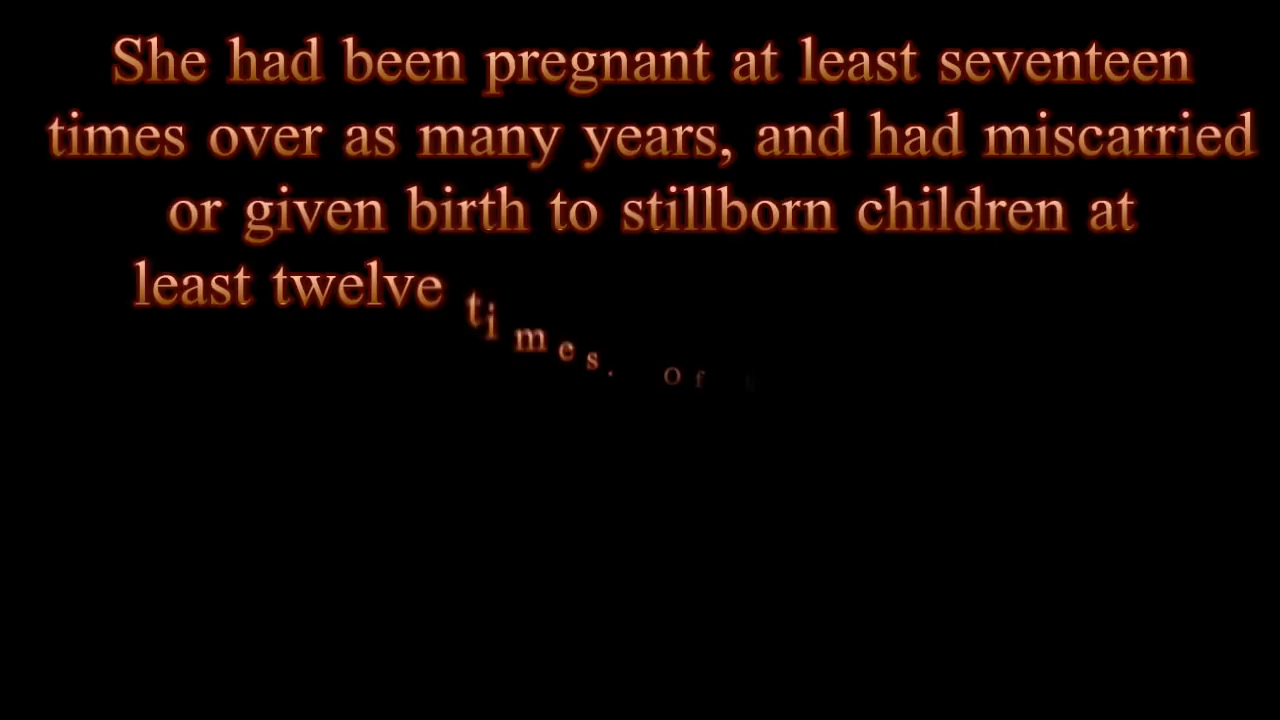 She had been pregnant at least seventeen
times over as many years, and had miscarried
or given birth to stillborn children at
least twelve times. Of